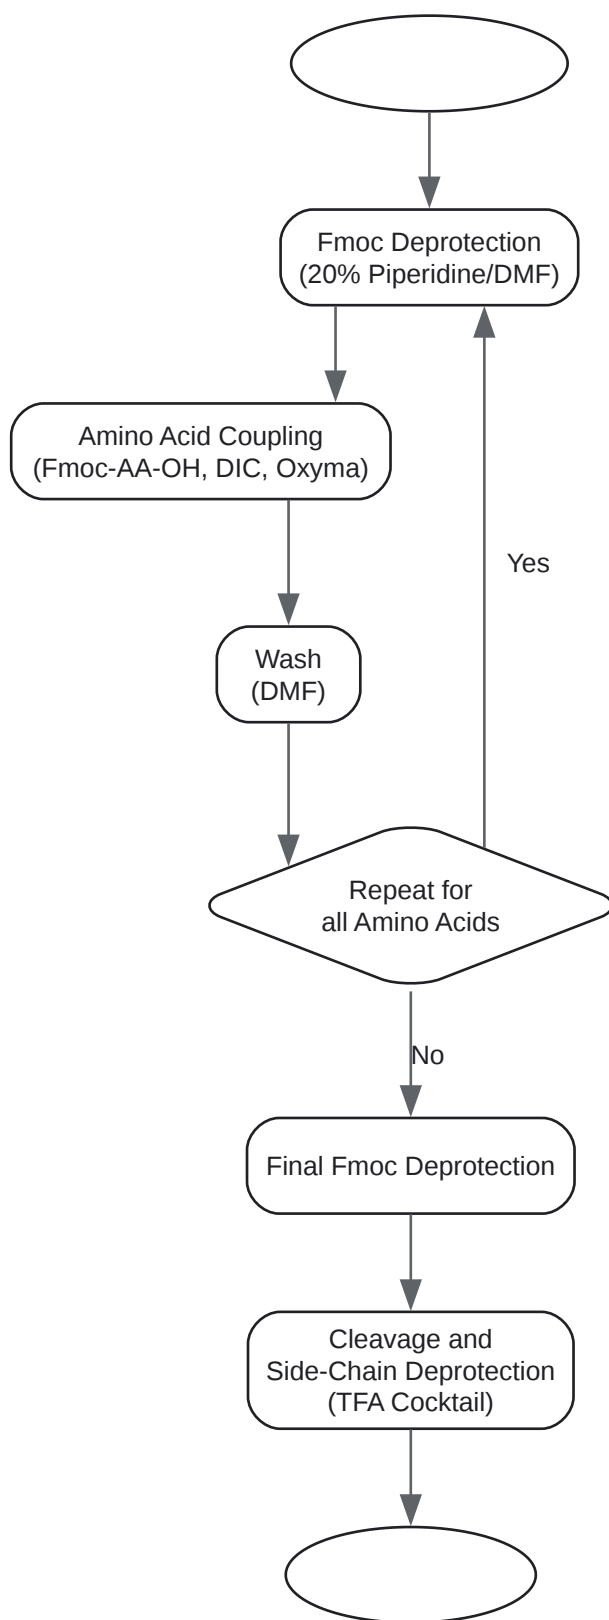 Fmoc Deprotection
(20% Piperidine/DMF)
Amino Acid Coupling
(Fmoc-AA-OH, DIC, Oxyma)
Yes
Wash
(DMF)
Repeat for
all Amino Acids
No
Final Fmoc Deprotection
Cleavage and
Side-Chain Deprotection
(TFA Cocktail)